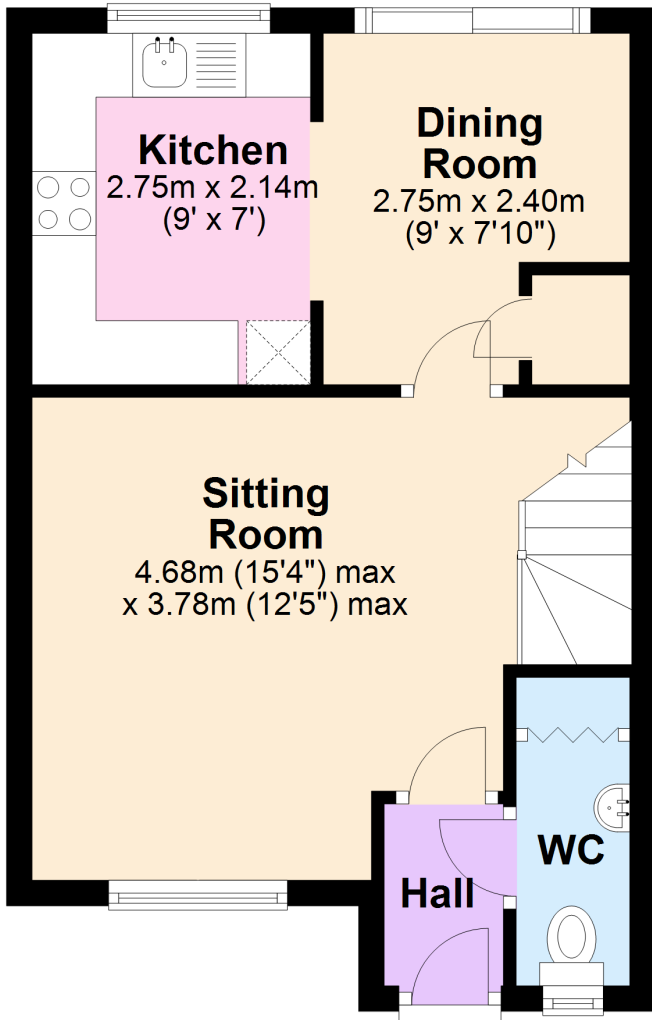 Kitchen
2.75m x 2.14m
(9' x 7')
Dining
Room
2.75m x 2.40m
(9' x 7'10")
Sitting
Room
4.68m (15'4") max
x 3.78m (12'5") max
WC
Hall